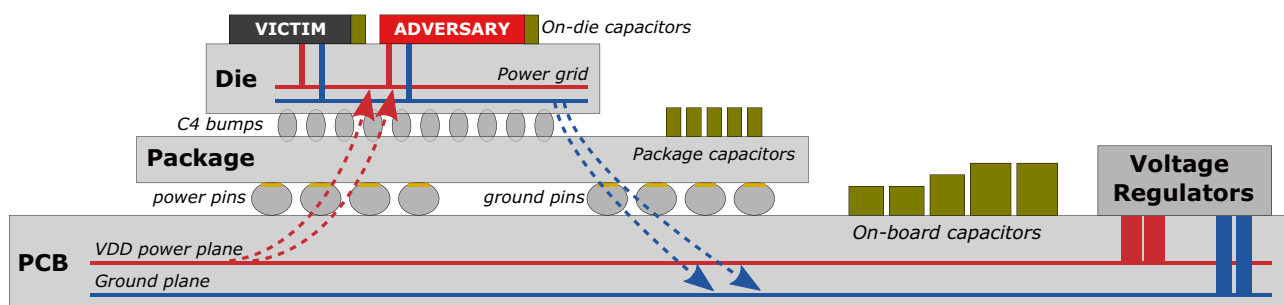 VICTIM
ADVERSARY
On-die capacitors
Die
Power grid
C4 bumps
Package
Package capacitors
power pins
ground pins
Voltage
Regulators
On-board capacitors
VDD power plane
PCB
Ground plane